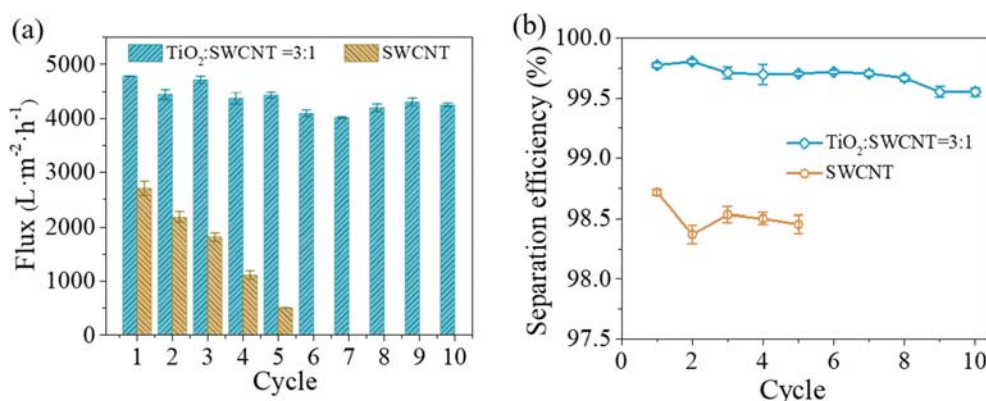 (a)
TiO₂:SWCNT =3:1
SWCNT
Flux (L·m⁻²·h⁻¹)
5000
4000
3000
2000
1000
0
1 2 3 4 5 6 7 8 9 10
Cycle
(b)
Separation efficiency (%)
100.0
99.5
99.0
98.5
98.0
97.5
TiO₂:SWCNT=3:1
SWCNT
0 2 4 6 8 10
Cycle